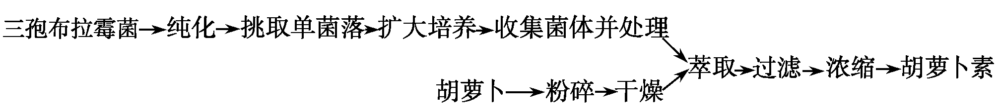 三孢布拉霉菌→纯化→挑取单菌落→扩大培养→收集菌体并处理
萃取→过滤→浓缩→胡萝卜素
胡萝卜→粉碎→干燥